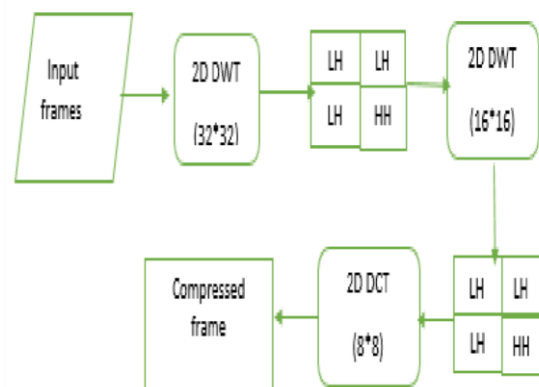 Input
frames
2D DWT
(32*32)
LH LH
LH HH
2D DWT
(16*16)
LH LH
LH HH
2D DCT
(8*8)
Compressed
frame